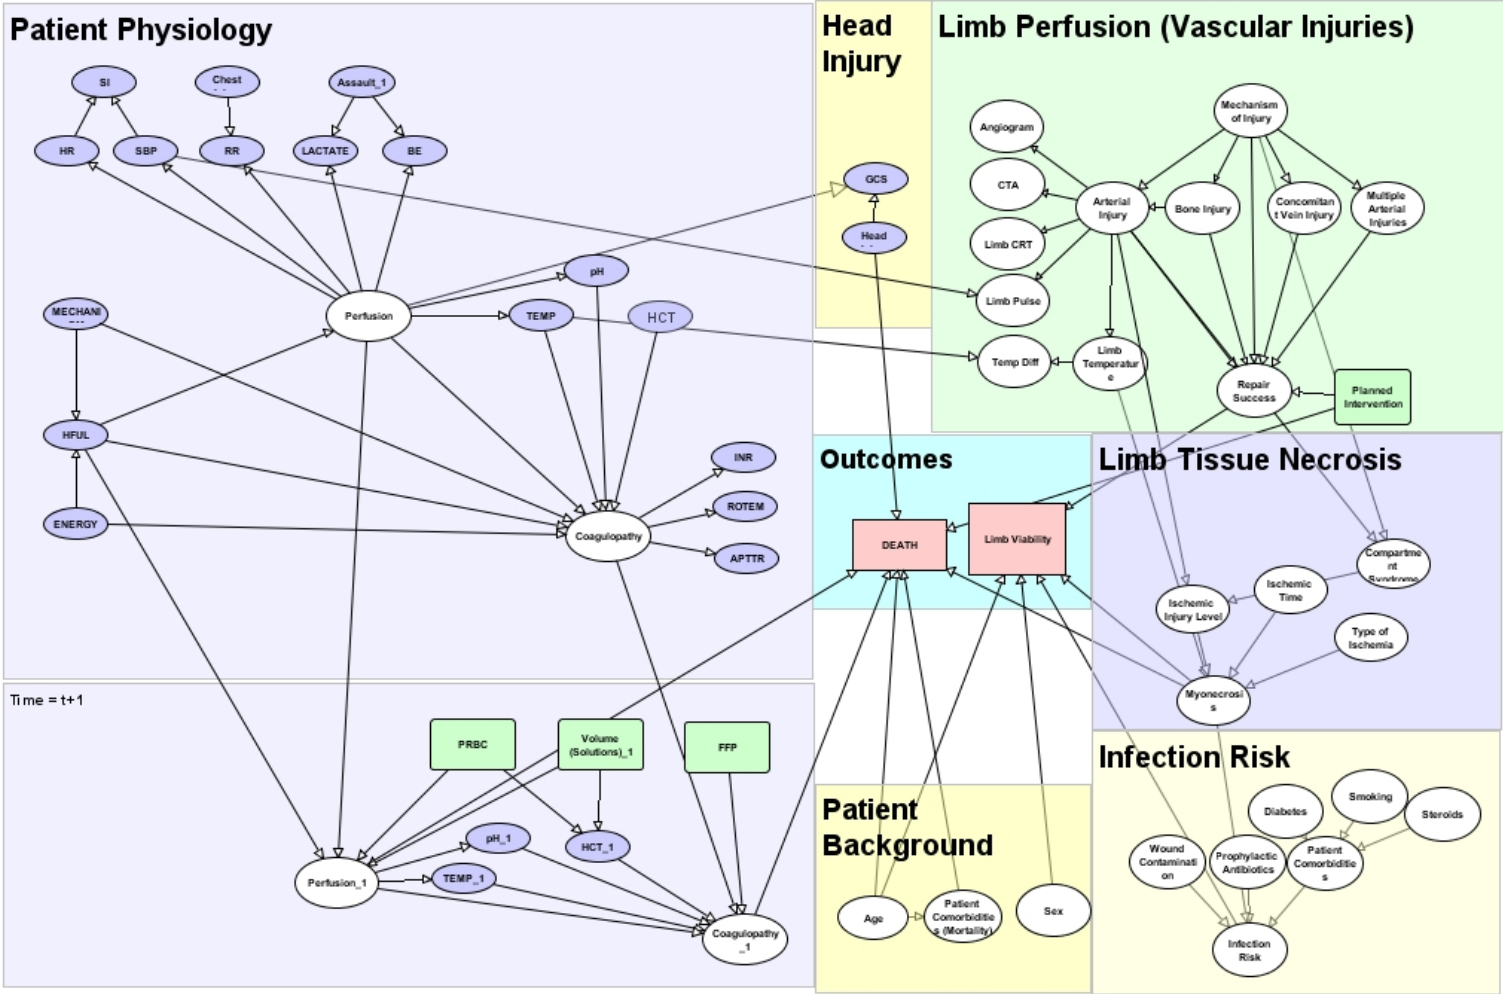 Patient Physiology
SI
Chest
Assault_1
HR
SBP
RR
LACTATE
BE
Perfusion
pH
TEMP
HCT
MECHANI
HFUL
ENERGY
INR
ROTEM
APTTR
Coagulopathy
Time = t+1
PRBC
Volume
(Solutions)_1
FFP
pH_1
HCT_1
TEMP_1
Perfusion_1
Coagulopathy
_1
Head
Injury
GCS
Head
Limb Perfusion (Vascular Injuries)
Mechanism
of Injury
Angiogram
CTA
Limb CRT
Limb Pulse
Temp Diff
Arterial
Injury
Bone Injury
Concomitan
t Vein Injury
Multiple
Arterial
Injuries
Limb
Temperatur
e
Repair
Success
Planned
Intervention
Outcomes
DEATH
Limb Viability
Limb Tissue Necrosis
Compartme
nt
Syndrome
Ischemic
Time
Ischemic
Injury Level
Type of
Ischemia
Myonecrosi
s
Patient
Background
Age
Patient
Comorbiditie
s (Mortality)
Sex
Infection Risk
Diabetes
Smoking
Steroids
Wound
Contaminati
on
Prophylactic
Antibiotics
Patient
Comorbiditie
s
Infection
Risk